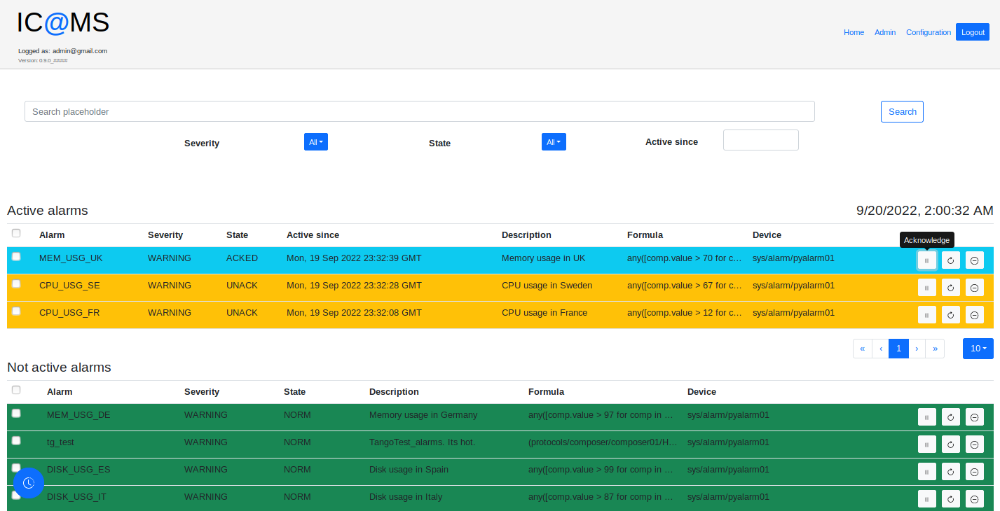 IC@MS
Logged as: admin@gmail.com
Version: 0.9.0_#####
Home Admin Configuration Logout
Search placeholder Search
Severity All State All Active since
Active alarms 9/20/2022, 2:00:32 AM
Alarm Severity State Active since Description Formula Device
Acknowledge
MEM_USG_UK WARNING ACKED Mon, 19 Sep 2022 23:32:39 GMT Memory usage in UK any([comp.value > 70 for c… sys/alarm/pyalarm01
CPU_USG_SE WARNING UNACK Mon, 19 Sep 2022 23:32:28 GMT CPU usage in Sweden any([comp.value > 67 for c… sys/alarm/pyalarm01
CPU_USG_FR WARNING UNACK Mon, 19 Sep 2022 23:32:08 GMT CPU usage in France any([comp.value > 12 for c… sys/alarm/pyalarm01
« ‹ 1 › » 10
Not active alarms
Alarm Severity State Description Formula Device
MEM_USG_DE WARNING NORM Memory usage in Germany any([comp.value > 97 for comp in … sys/alarm/pyalarm01
tg_test WARNING NORM TangoTest_alarms. Its hot. (protocols/composer/composer01/H… sys/alarm/pyalarm01
DISK_USG_ES WARNING NORM Disk usage in Spain any([comp.value > 99 for comp in … sys/alarm/pyalarm01
DISK_USG_IT WARNING NORM Disk usage in Italy any([comp.value > 87 for comp in … sys/alarm/pyalarm01